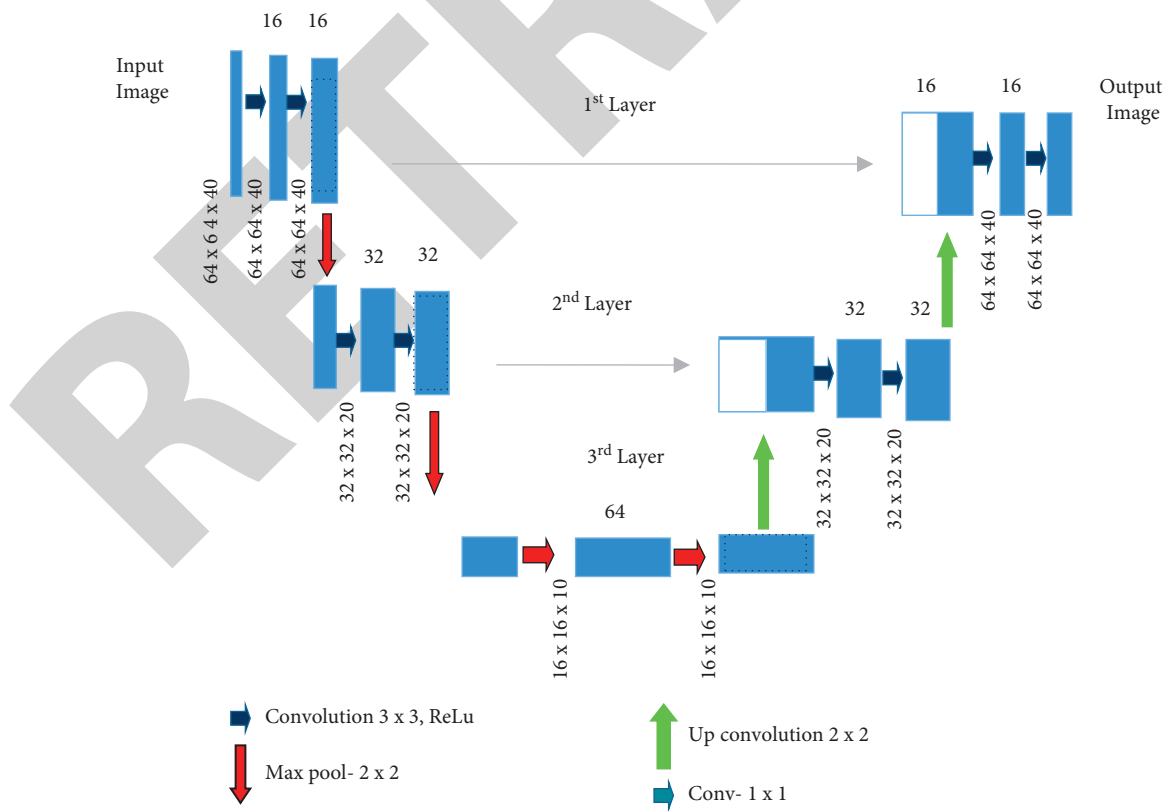 16 16
Input
Image
64 x 6 4 x 40
64 x 64 x 40
64 x 64 x 40
1st Layer
16 16
Output
Image
64 x 64 x 40
64 x 64 x 40
32 32
32 x 32 x 20
32 x 32 x 20
2nd Layer
32 32
32 x 32 x 20
32 x 32 x 20
3rd Layer
64
16 x 16 x 10
16 x 16 x 10
Convolution 3 x 3, ReLu
Max pool- 2 x 2
Up convolution 2 x 2
Conv- 1 x 1